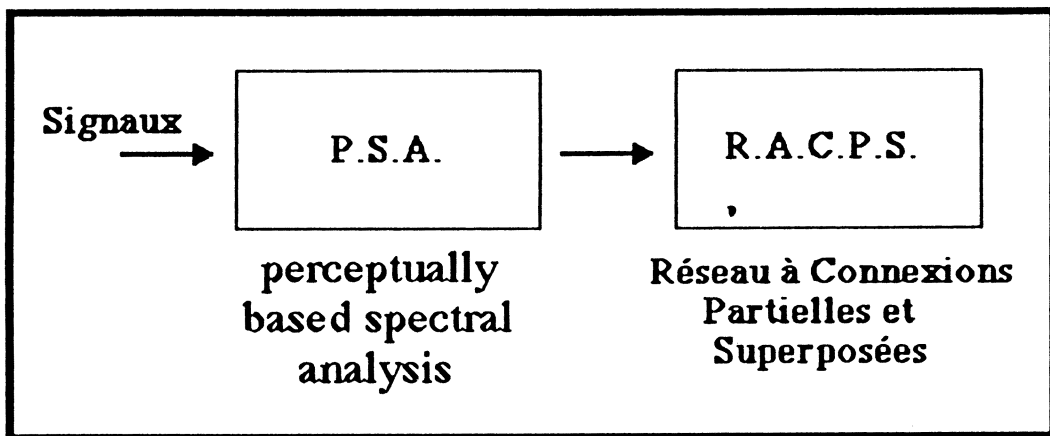 Signaux
P.S.A.
perceptually
based spectral
analysis
R.A.C.P.S.
Réseau à Connexions
Partielles et
Superposées